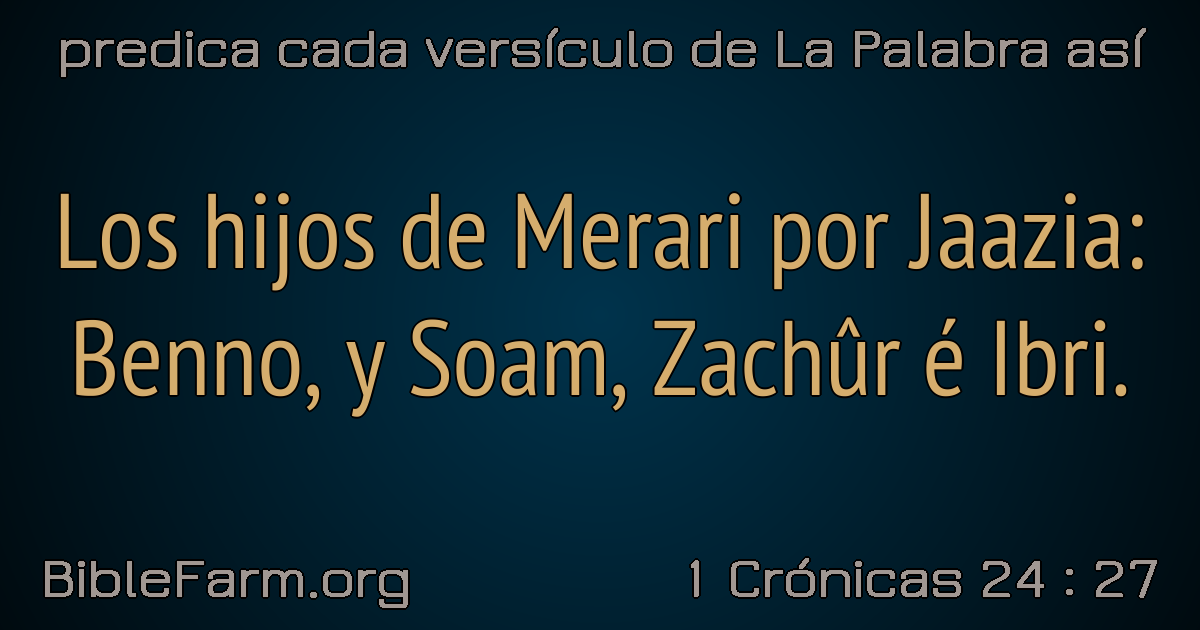 predica cada versículo de La Palabra así
Los hijos de Merari por Jaazia:
Benno, y Soam, Zachûr é Ibri.
BibleFarm.org
1 Crónicas 24 : 27